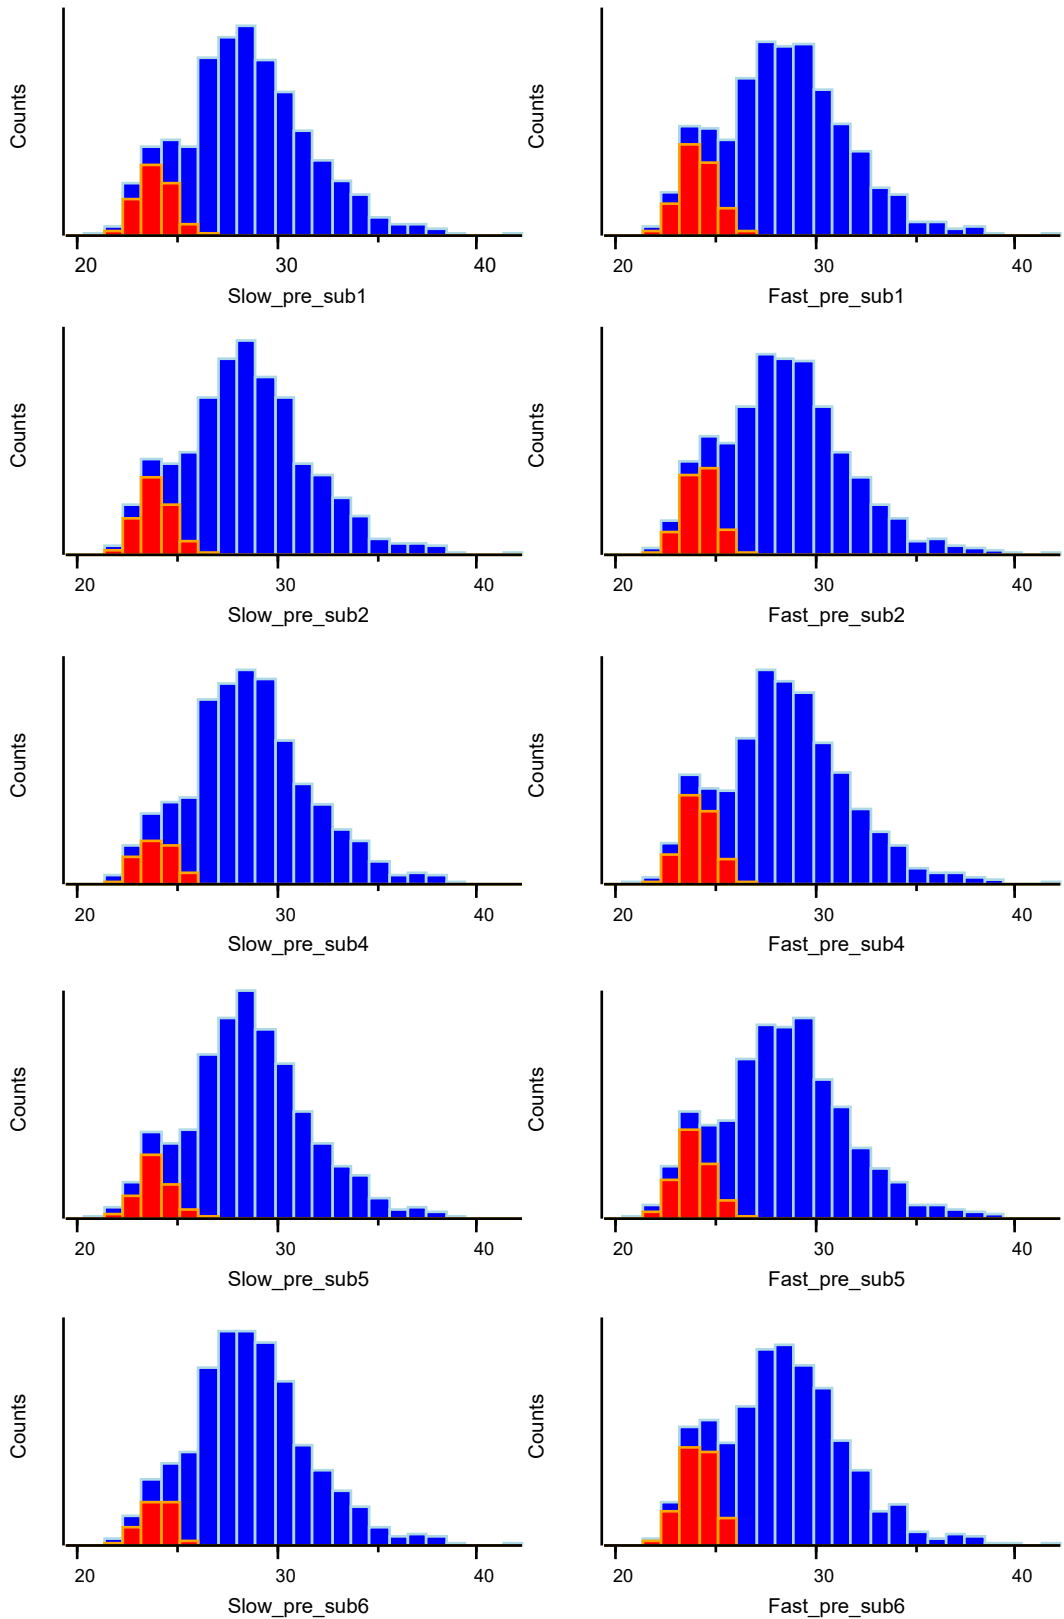 Counts
Counts
20 30 40
20 30 40
Slow_pre_sub1
Fast_pre_sub1
Counts
Counts
20 30 40
20 30 40
Slow_pre_sub2
Fast_pre_sub2
Counts
Counts
20 30 40
20 30 40
Slow_pre_sub4
Fast_pre_sub4
Counts
Counts
20 30 40
20 30 40
Slow_pre_sub5
Fast_pre_sub5
Counts
Counts
20 30 40
20 30 40
Slow_pre_sub6
Fast_pre_sub6